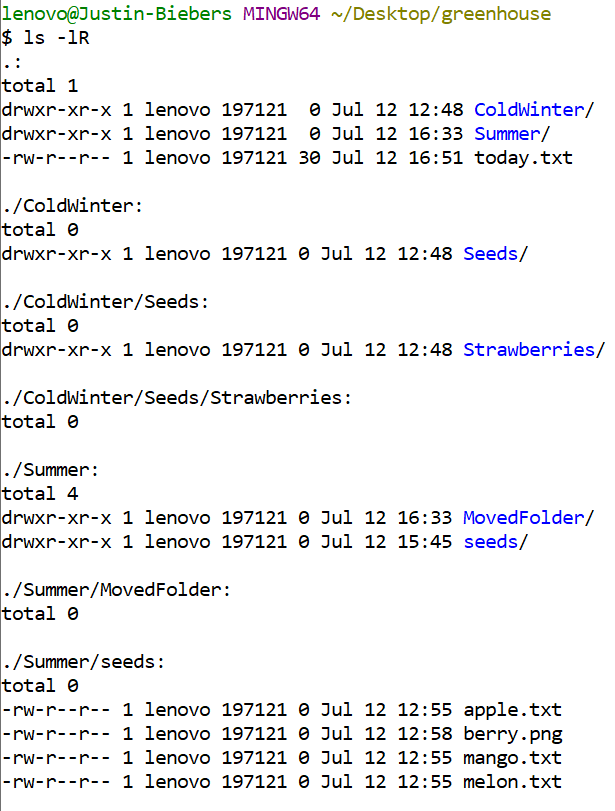 lenovo@Justin-Biebers MINGW64 ~/Desktop/greenhouse
$ ls -lR
.:
total 1
drwxr-xr-x 1 lenovo 197121  0 Jul 12 12:48 ColdWinter/
drwxr-xr-x 1 lenovo 197121  0 Jul 12 16:33 Summer/
-rw-r--r-- 1 lenovo 197121 30 Jul 12 16:51 today.txt

./ColdWinter:
total 0
drwxr-xr-x 1 lenovo 197121 0 Jul 12 12:48 Seeds/

./ColdWinter/Seeds:
total 0
drwxr-xr-x 1 lenovo 197121 0 Jul 12 12:48 Strawberries/

./ColdWinter/Seeds/Strawberries:
total 0

./Summer:
total 4
drwxr-xr-x 1 lenovo 197121 0 Jul 12 16:33 MovedFolder/
drwxr-xr-x 1 lenovo 197121 0 Jul 12 15:45 seeds/

./Summer/MovedFolder:
total 0

./Summer/seeds:
total 0
-rw-r--r-- 1 lenovo 197121 0 Jul 12 12:55 apple.txt
-rw-r--r-- 1 lenovo 197121 0 Jul 12 12:58 berry.png
-rw-r--r-- 1 lenovo 197121 0 Jul 12 12:55 mango.txt
-rw-r--r-- 1 lenovo 197121 0 Jul 12 12:55 melon.txt